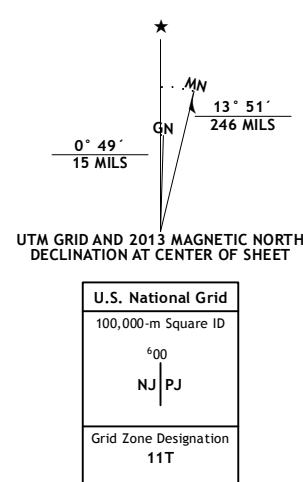 ★
MN
13° 51´
246 MILS
GN
0° 49´
15 MILS
UTM GRID AND 2013 MAGNETIC NORTH
DECLINATION AT CENTER OF SHEET
U.S. National Grid
100,000-m Square ID
⁶00
NJ PJ
Grid Zone Designation
11T